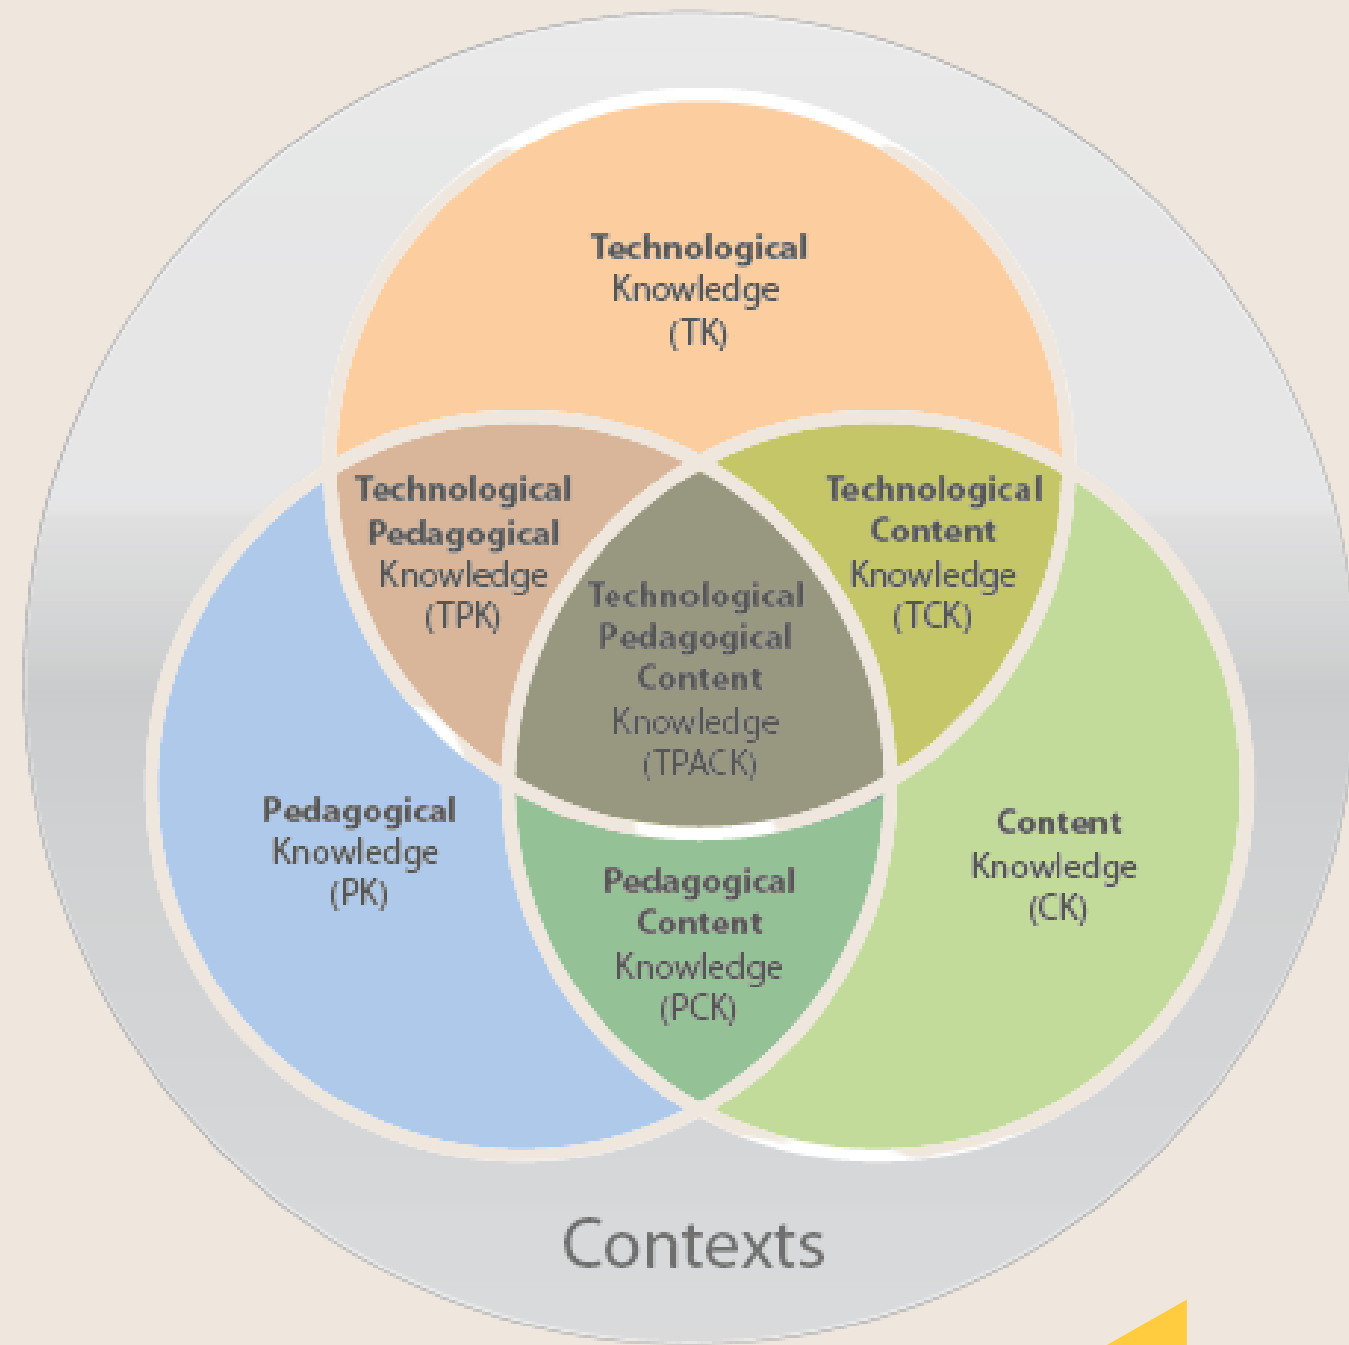 Technological
Knowledge
(TK)
Technological
Pedagogical
Knowledge
(TPK)
Technological
Content
Knowledge
(TCK)
Technological
Pedagogical
Content
Knowledge
(TPACK)
Pedagogical
Knowledge
(PK)
Content
Knowledge
(CK)
Pedagogical
Content
Knowledge
(PCK)
Contexts